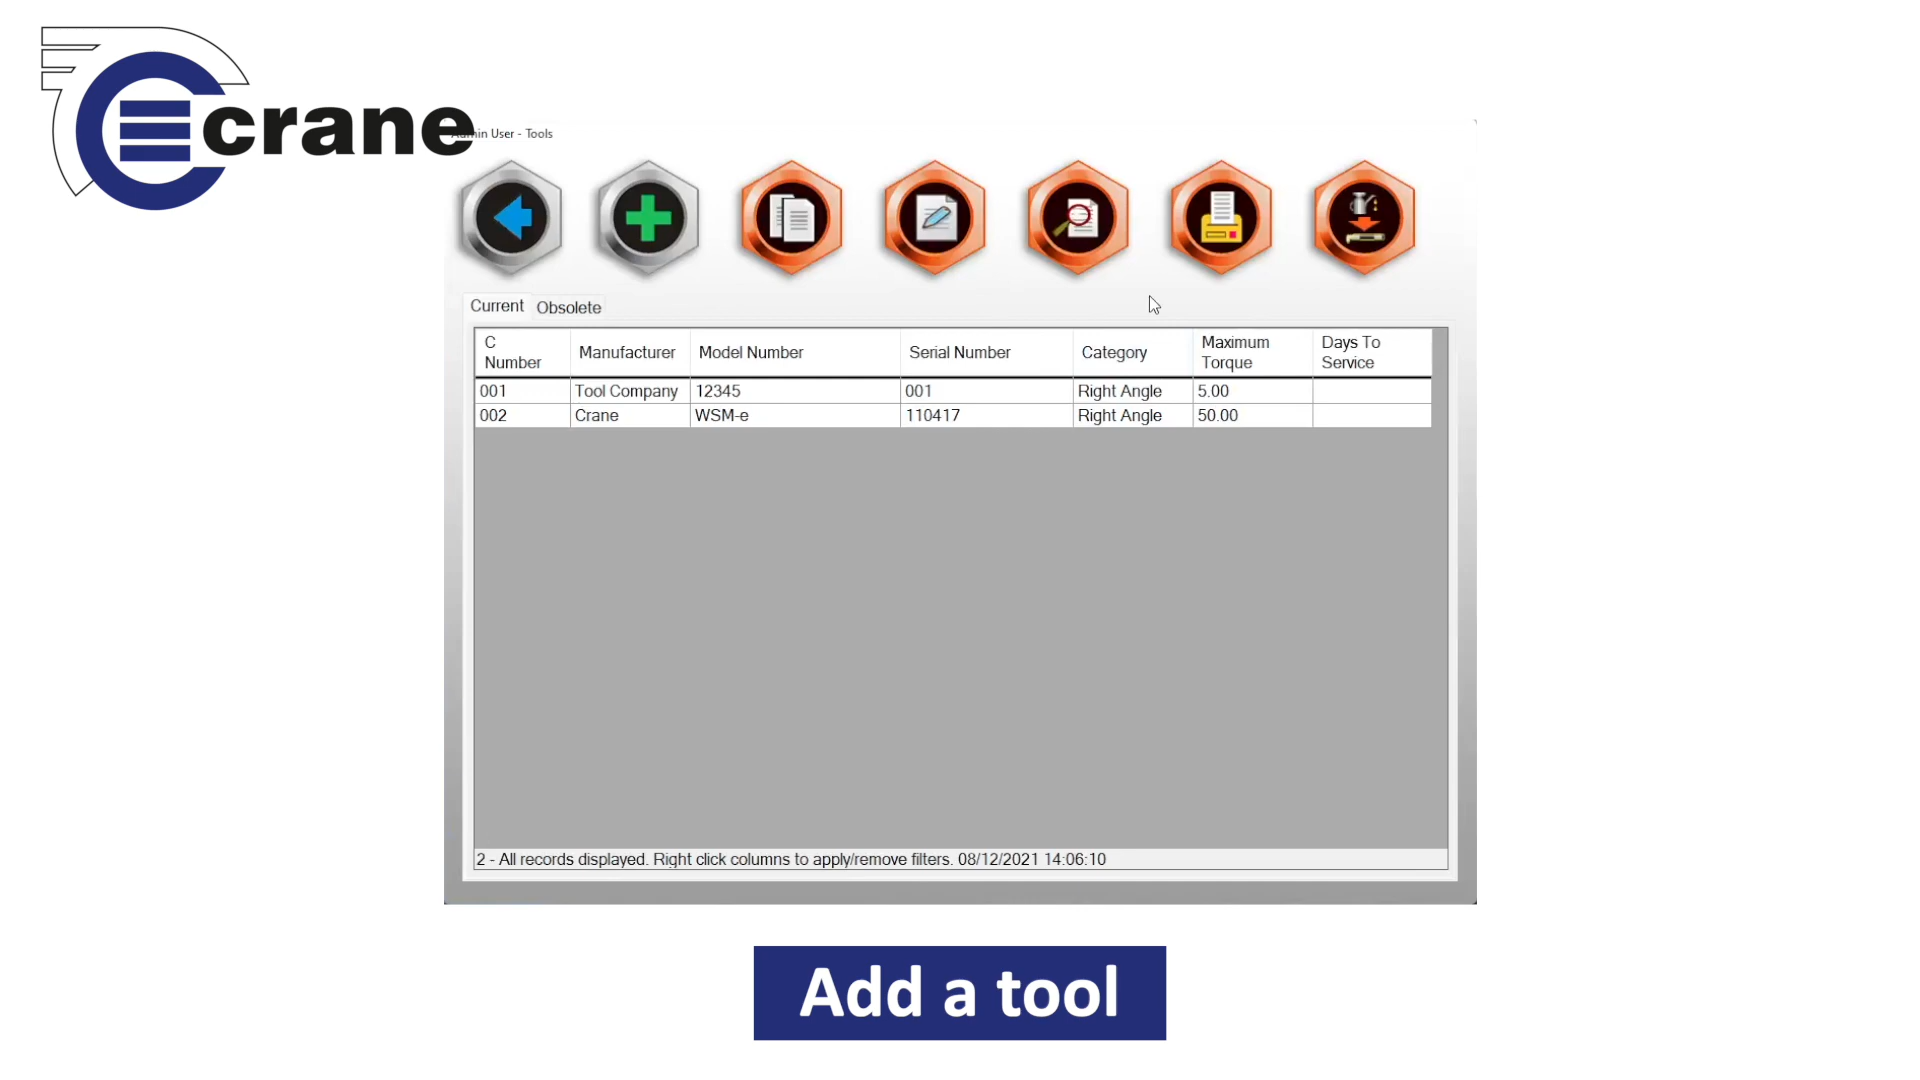 crane
Admin User - Tools
Current Obsolete
C Number Manufacturer Model Number Serial Number Category Maximum Torque Days To Service
001 Tool Company 12345 001 Right Angle 5.00
002 Crane WSM-e 110417 Right Angle 50.00
2 - All records displayed. Right click columns to apply/remove filters. 08/12/2021 14:06:10
Add a tool